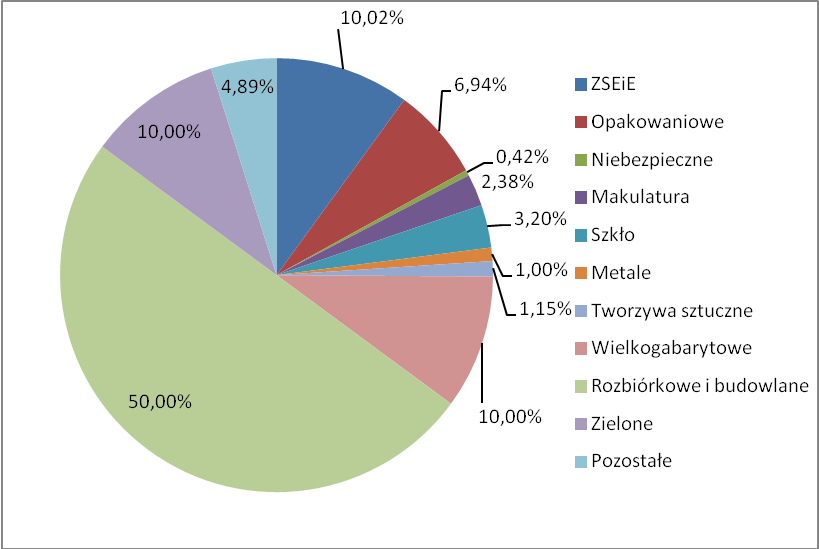 10,02%
6,94%
0,42%
2,38%
3,20%
1,00%
1,15%
10,00%
50,00%
10,00%
4,89%
ZSEiE
Opakowaniowe
Niebezpieczne
Makulatura
Szkło
Metale
Tworzywa sztuczne
Wielkogabarytowe
Rozbiórkowe i budowlane
Zielone
Pozostałe